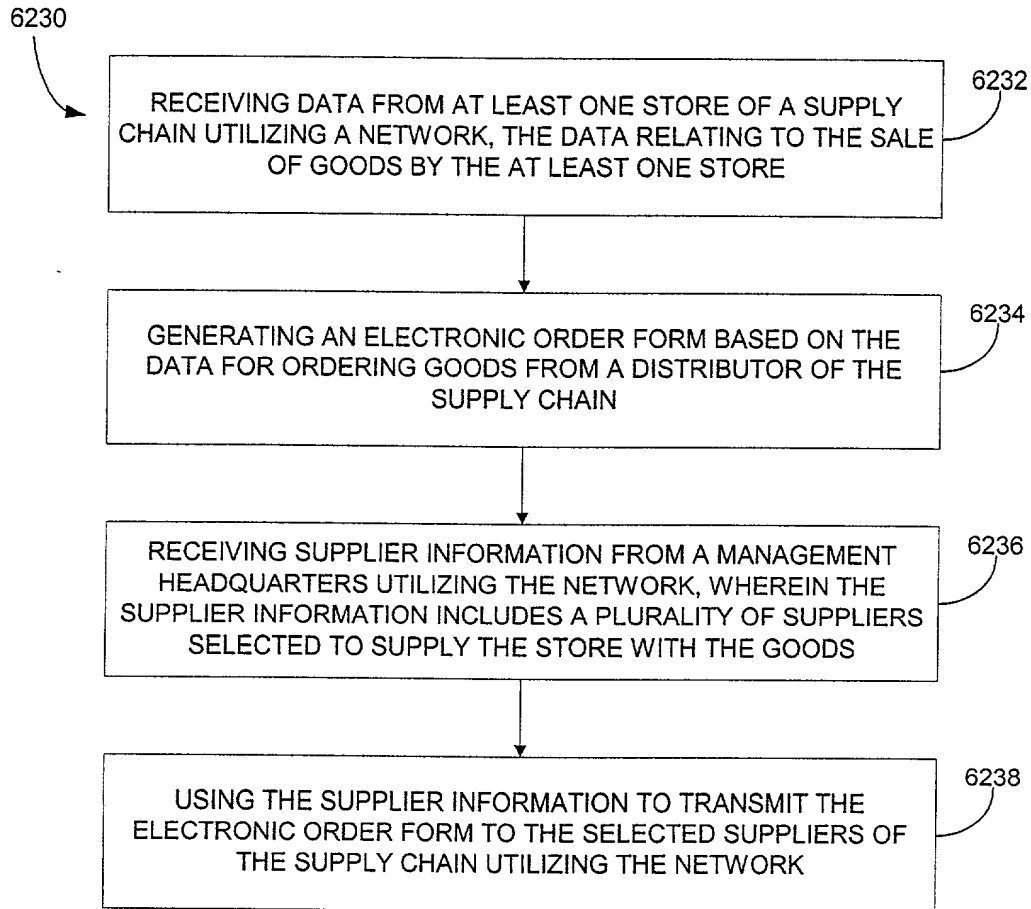 6230
6232
RECEIVING DATA FROM AT LEAST ONE STORE OF A SUPPLY
CHAIN UTILIZING A NETWORK, THE DATA RELATING TO THE SALE
OF GOODS BY THE AT LEAST ONE STORE
6234
GENERATING AN ELECTRONIC ORDER FORM BASED ON THE
DATA FOR ORDERING GOODS FROM A DISTRIBUTOR OF THE
SUPPLY CHAIN
6236
RECEIVING SUPPLIER INFORMATION FROM A MANAGEMENT
HEADQUARTERS UTILIZING THE NETWORK, WHEREIN THE
SUPPLIER INFORMATION INCLUDES A PLURALITY OF SUPPLIERS
SELECTED TO SUPPLY THE STORE WITH THE GOODS
6238
USING THE SUPPLIER INFORMATION TO TRANSMIT THE
ELECTRONIC ORDER FORM TO THE SELECTED SUPPLIERS OF
THE SUPPLY CHAIN UTILIZING THE NETWORK